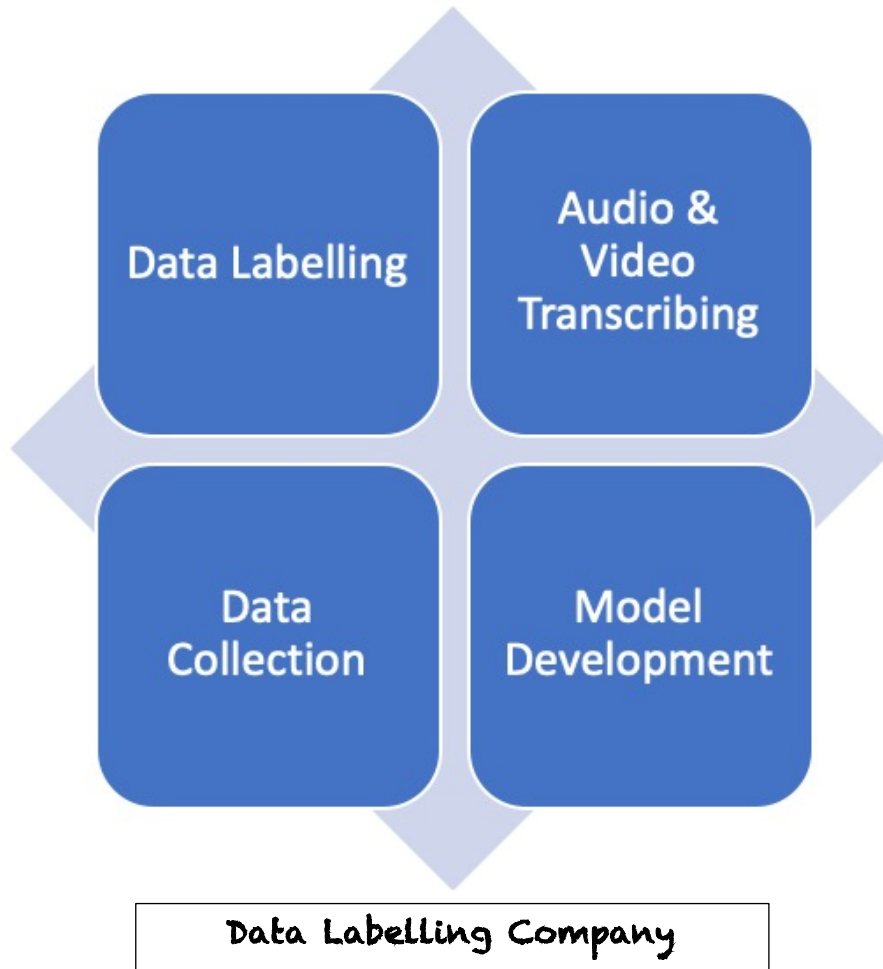 Data Labelling
Audio &
Video
Transcribing
Data
Collection
Model
Development
Data Labelling Company